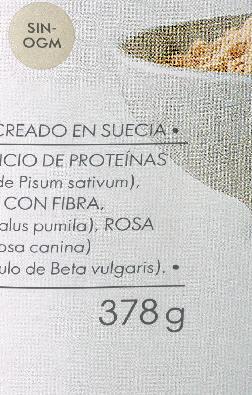 SIN-
OGM
CREADO EN SUECIA •
ICIO DE PROTEÍNAS
de Pisum sativum),
CON FIBRA,
alus pumila), ROSA
osa canina)
ulo de Beta vulgaris). •
378 g